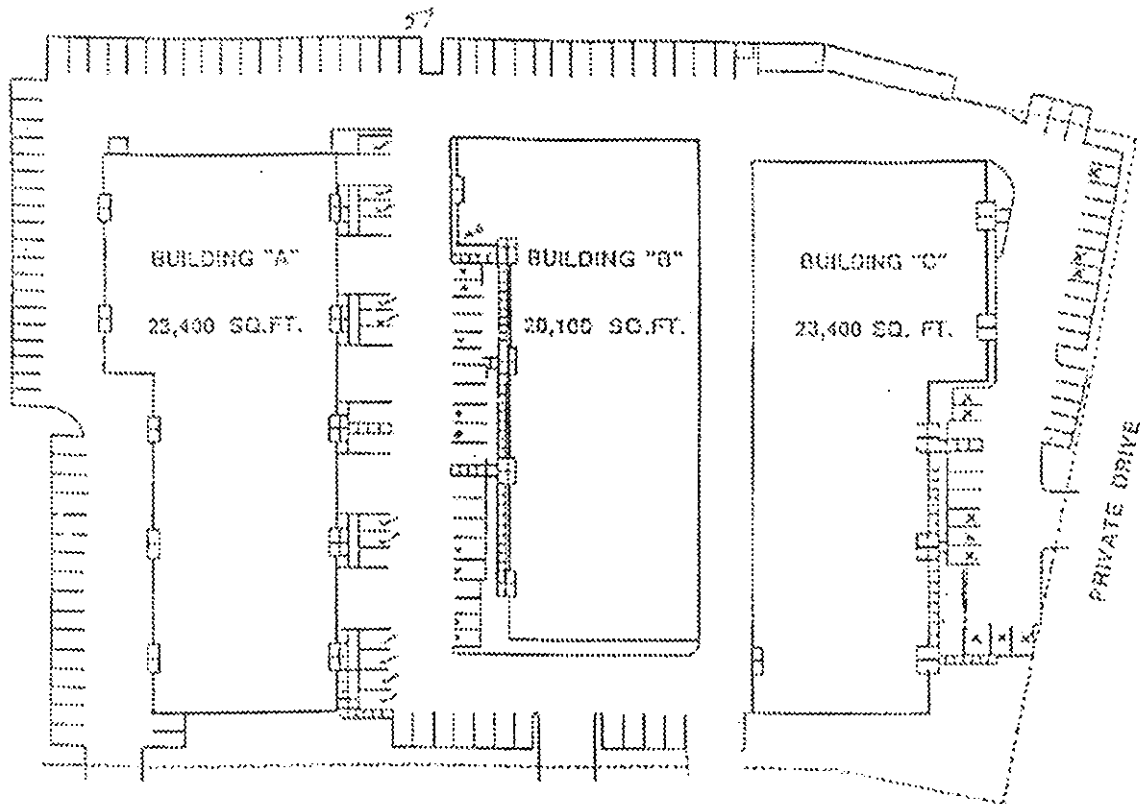 BUILDING "A"
23,400 SQ.FT.
BUILDING "B"
20,100 SQ.FT.
BUILDING "C"
23,400 SQ. FT.
PRIVATE DRIVE